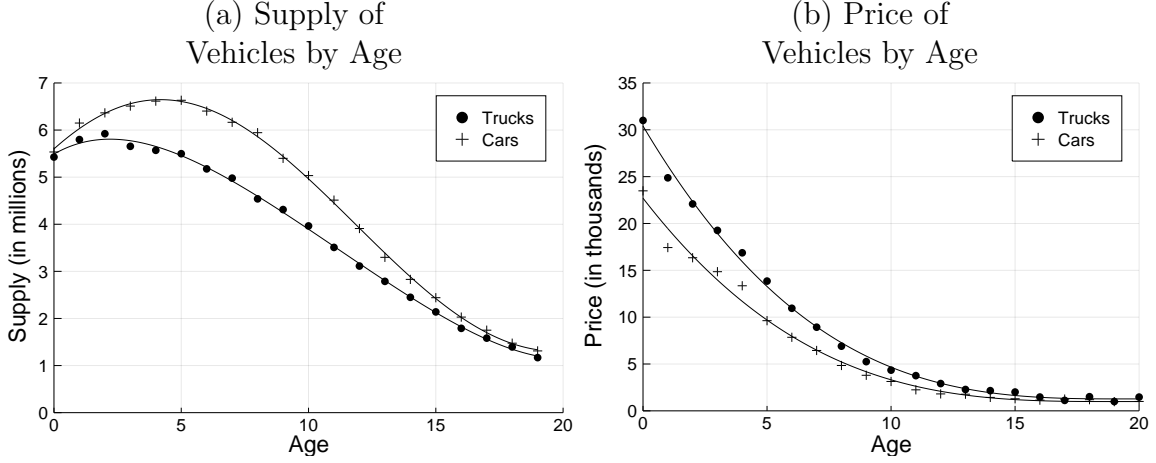 (a) Supply of
Vehicles by Age
7
6
5
4
3
2
1
0
Supply (in millions)
Trucks
Cars
0 5 10 15 20
Age
(b) Price of
Vehicles by Age
35
30
25
20
15
10
5
0
Price (in thousands)
Trucks
Cars
0 5 10 15 20
Age